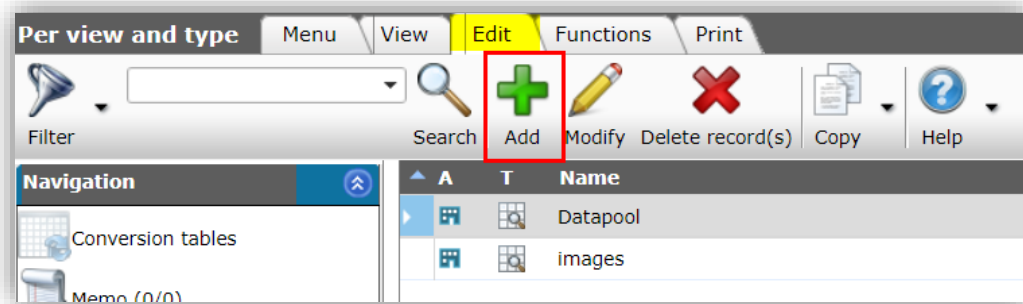 Per view and type Menu View Edit Functions Print
Filter Search Add Modify Delete record(s) Copy Help
Navigation A T Name
Datapool
Conversion tables
images
Memo (0/0)